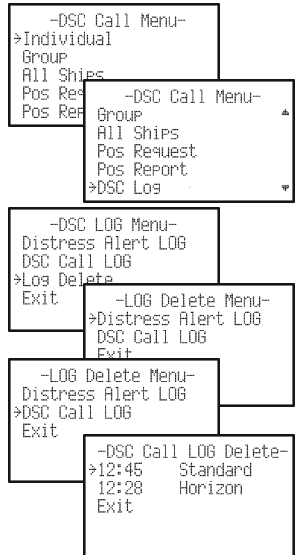 -DSC Call Menu-
→Individual
Group
All Ships
Pos Req
Pos Rep
-DSC Call Menu-
Group
All Ships
Pos Request
Pos Report
→DSC Log
-DSC LOG Menu-
Distress Alert LOG
DSC Call LOG
→Log Delete
Exit
-LOG Delete Menu-
→Distress Alert LOG
DSC Call LOG
Exit
-LOG Delete Menu-
Distress Alert LOG
→DSC Call LOG
Exit
-DSC Call LOG Delete-
→12:45 Standard
12:28 Horizon
Exit